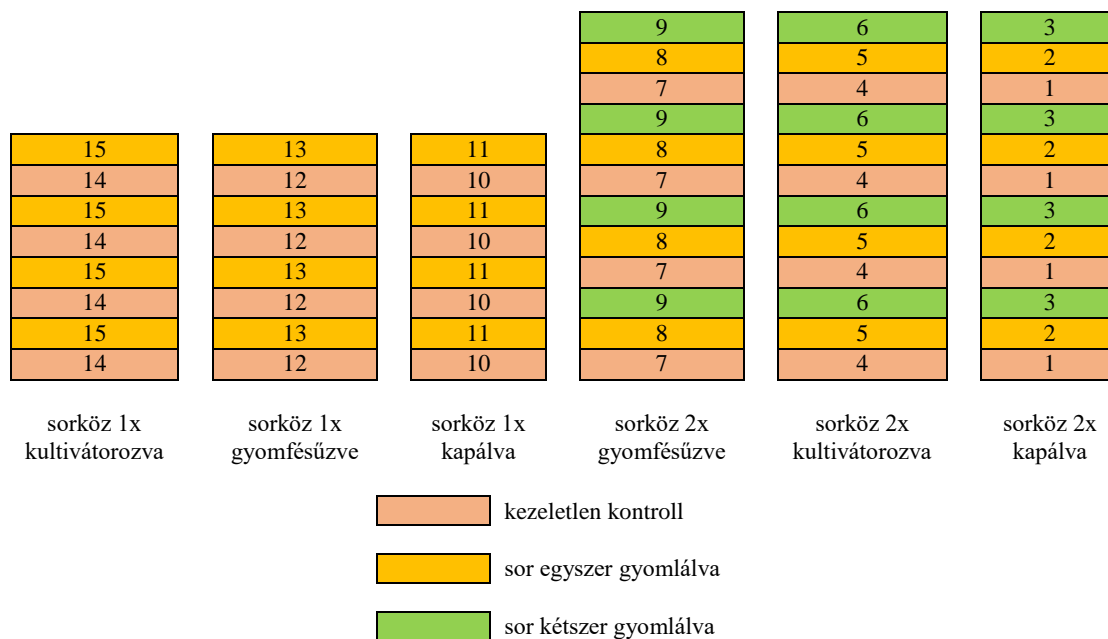 9 6 3
8 5 2
7 4 1
9 6 3
15 13 11 8 5 2
14 12 10 7 4 1
15 13 11 9 6 3
14 12 10 8 5 2
15 13 11 7 4 1
14 12 10 9 6 3
15 13 11 8 5 2
14 12 10 7 4 1
sorköz 1x sorköz 1x sorköz 1x sorköz 2x sorköz 2x sorköz 2x
kultivátorozva gyomfésűzve kapálva gyomfésűzve kultivátorozva kapálva
kezeletlen kontroll
sor egyszer gyomlálva
sor kétszer gyomlálva